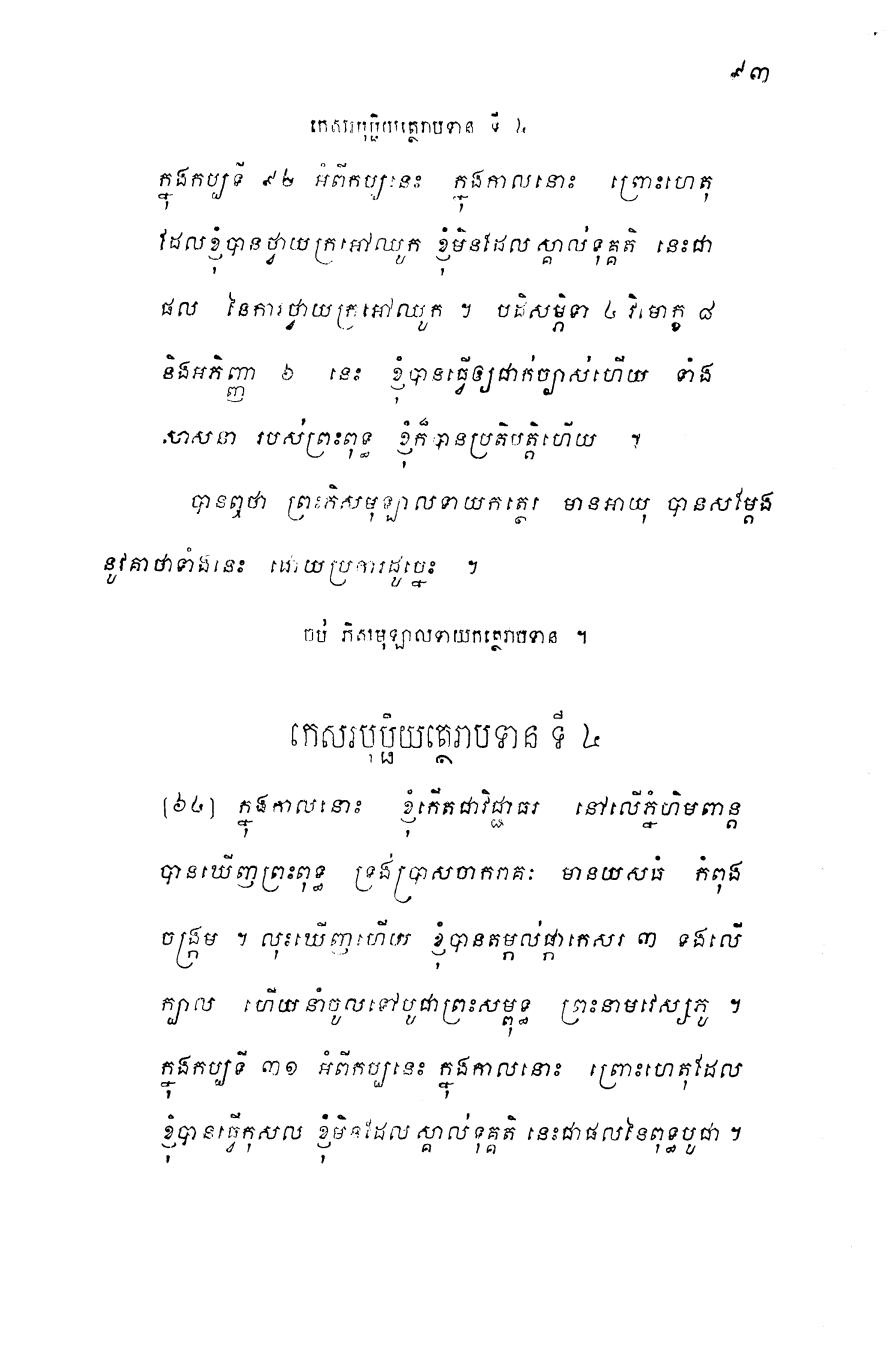 ៩៣
កេសរបុប្ផិយត្ថេរាបទាន ទី ៤
ក្នុងកប្បទី ៩៤ អំពីកប្បនេះ ក្នុងកាលនោះ ព្រោះហេតុ
ដែលខ្ញុំបានថ្វាយក្រអៅឈូក ខ្ញុំមិនដែលស្គាល់ទុគ្គតិ នេះជា
ផល នៃការថ្វាយក្រអៅឈូក ។ បដិសម្ភិទា ៤ វិមោក្ខ ៨
និងអភិញ្ញា ៦ នេះ ខ្ញុំបានធ្វើឲ្យជាក់ច្បាស់ហើយ ទាំង
សាសនា របស់ព្រះពុទ្ធ ខ្ញុំក៏បានប្រតិបត្តិហើយ ។
បានឮថា ព្រះភិសមុឡាលទាយកត្ថេរ មានអាយុ បានសម្តែង
នូវគាថាទាំងនេះ ដោយប្រការដូច្នេះ ។
ចប់ ភិសមុឡាលទាយកត្ថេរាបទាន ។
កេសរបុប្ផិយត្ថេរាបទាន ទី ៤
(៦៤) ក្នុងកាលនោះ ខ្ញុំកើតជាវិជ្ជាធរ នៅលើភ្នំហិមពាន្ត
បានឃើញព្រះពុទ្ធ ទ្រង់ប្រាសចាករាគៈ មានយសធំ កំពុង
ចង្ក្រម ។ លុះឃើញហើយ ខ្ញុំបានតម្កល់ផ្កាកេសរ ៣ ទងលើ
ក្បាល ហើយនាំចូលទៅបូជាព្រះសម្ពុទ្ធ ព្រះនាមវេស្សភូ ។
ក្នុងកប្បទី ៣១ អំពីកប្បនេះ ក្នុងកាលនោះ ព្រោះហេតុដែល
ខ្ញុំបានធ្វើកុសល ខ្ញុំមិនដែលស្គាល់ទុគ្គតិ នេះជាផលនៃពុទ្ធបូជា ។